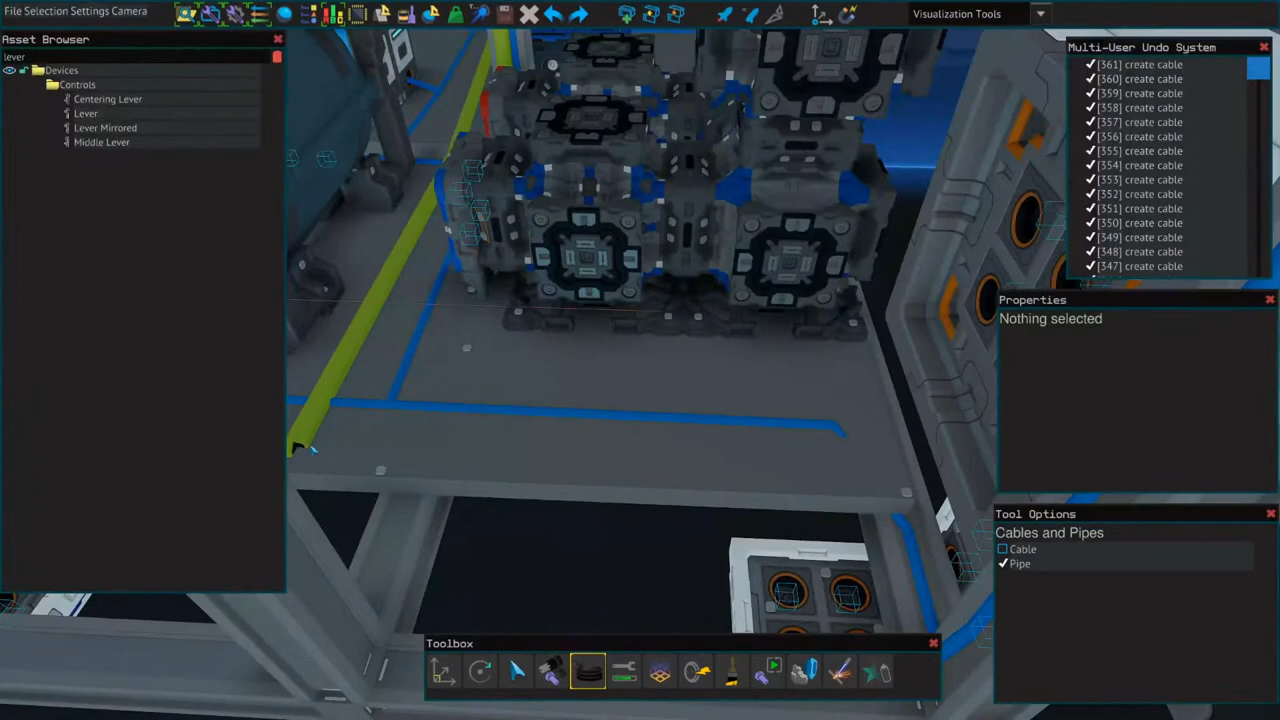 File Selection Settings Camera
Visualization Tools
Asset Browser
lever
Devices
Controls
Centering Lever
Lever
Lever Mirrored
Middle Lever
10
Multi-User Undo System
[361] create cable
[360] create cable
[359] create cable
[358] create cable
[357] create cable
[356] create cable
[355] create cable
[354] create cable
[353] create cable
[352] create cable
[351] create cable
[350] create cable
[349] create cable
[348] create cable
[347] create cable
Properties
Nothing selected
Tool Options
Cables and Pipes
Cable
Pipe
Toolbox